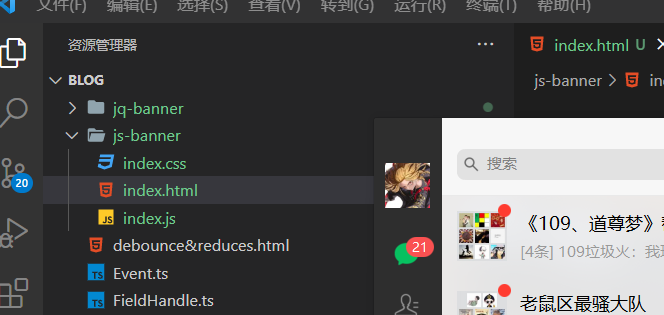 文件(F) 编辑(E) 选择(S) 查看(V) 转到(G) 运行(R) 终端(T) 帮助(H)
资源管理器 ···
index.html U
BLOG
js-banner >
jq-banner
js-banner
index.css
index.html
index.js
debounce&reduces.html
Event.ts
FieldHandle.ts
20
搜索
21
《109、道尊梦》
[4条] 109垃圾火：我
老鼠区最骚大队